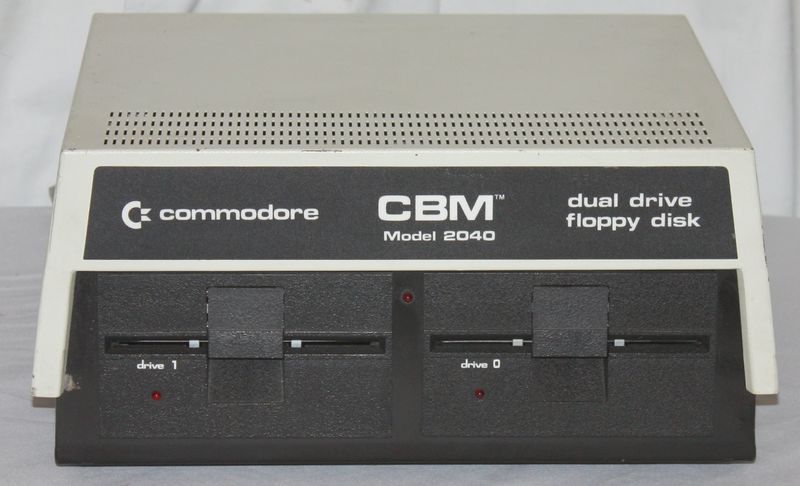 commodore
CBM™
Model 2040
dual drive
floppy disk
drive 1
drive 0